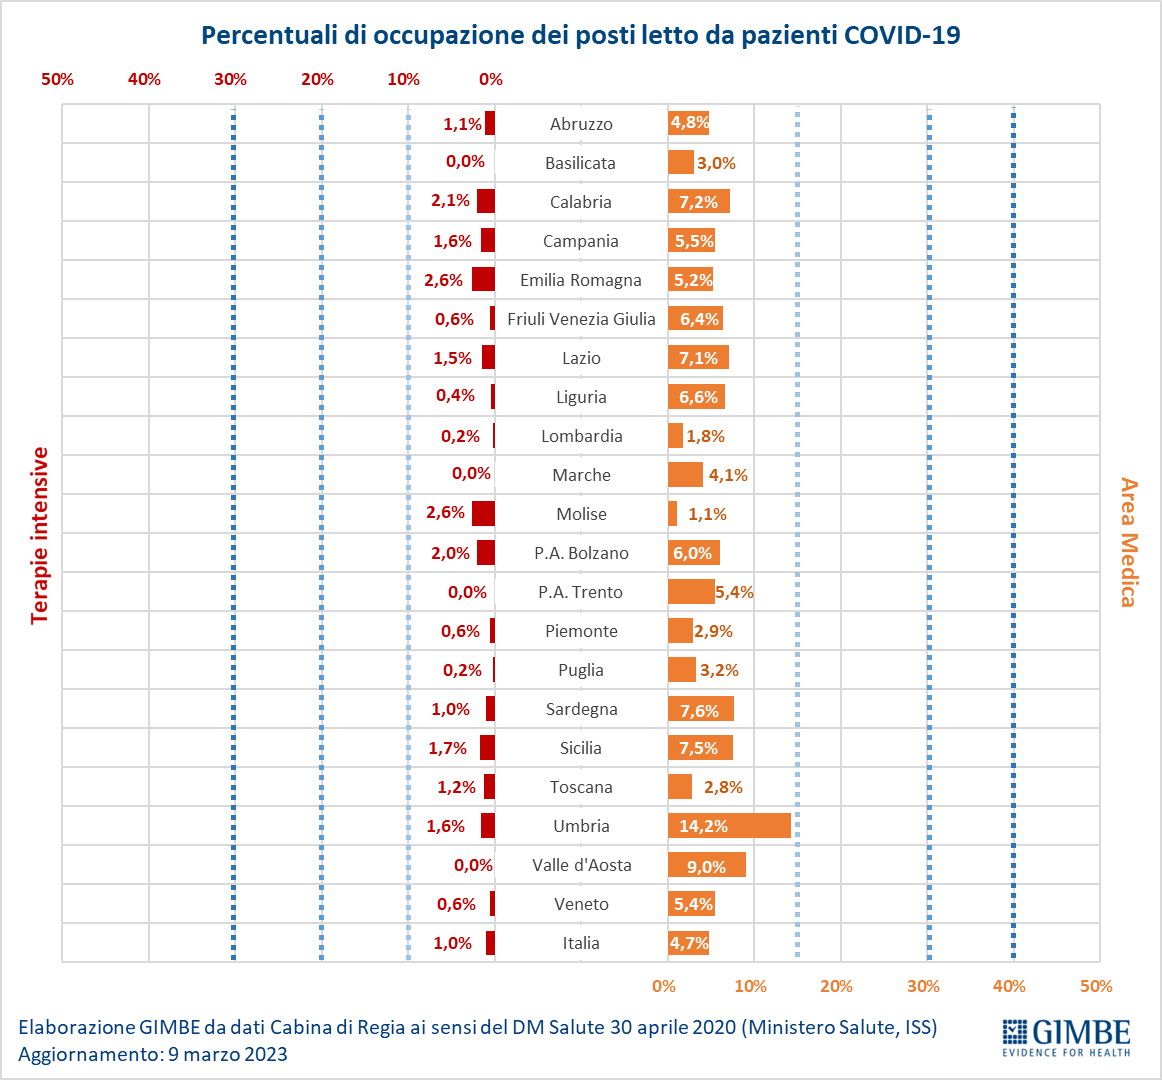 Percentuali di occupazione dei posti letto da pazienti COVID-19
50% 40% 30% 20% 10% 0%
1,1% Abruzzo 4,8%
0,0% Basilicata 3,0%
2,1% Calabria 7,2%
1,6% Campania 5,5%
2,6% Emilia Romagna 5,2%
0,6% Friuli Venezia Giulia 6,4%
1,5% Lazio 7,1%
0,4% Liguria 6,6%
0,2% Lombardia 1,8%
0,0% Marche 4,1%
2,6% Molise 1,1%
2,0% P.A. Bolzano 6,0%
0,0% P.A. Trento 5,4%
0,6% Piemonte 2,9%
0,2% Puglia 3,2%
1,0% Sardegna 7,6%
1,7% Sicilia 7,5%
1,2% Toscana 2,8%
1,6% Umbria 14,2%
0,0% Valle d'Aosta 9,0%
0,6% Veneto 5,4%
1,0% Italia 4,7%
Terapie intensive
Area Medica
0% 10% 20% 30% 40% 50%
Elaborazione GIMBE da dati Cabina di Regia ai sensi del DM Salute 30 aprile 2020 (Ministero Salute, ISS)
Aggiornamento: 9 marzo 2023
GIMBE
EVIDENCE FOR HEALTH